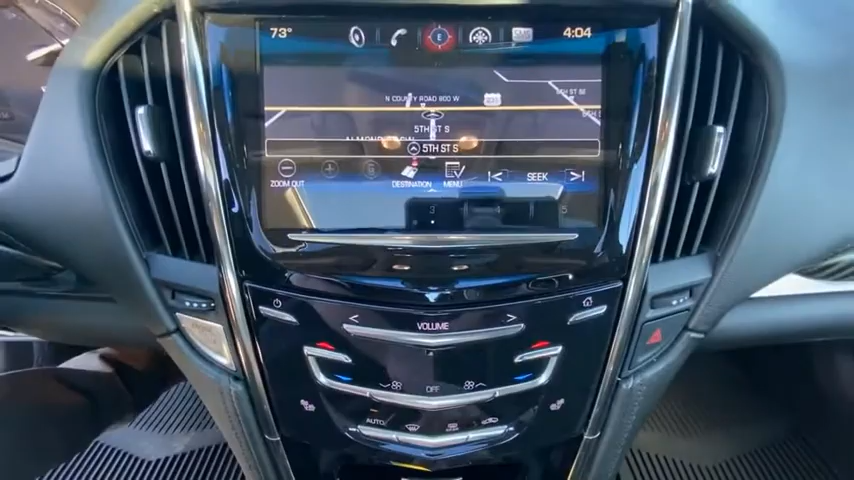 73° E 4:04
N COUNTY ROAD 800 W
5TH ST S
5TH ST S
ZOOM OUT DESTINATION MENU SEEK
VOLUME
OFF
AUTO